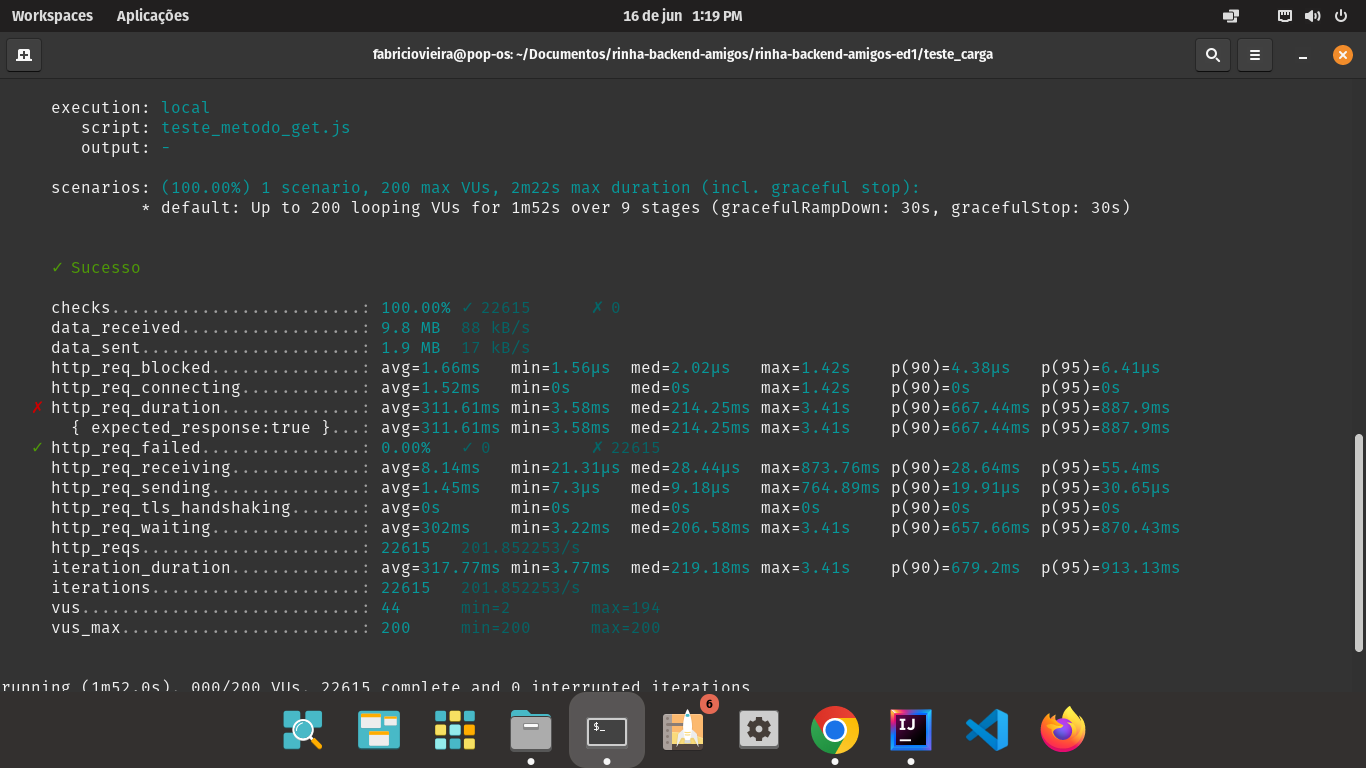 Workspaces Aplicações 16 de jun 1:19 PM
fabriciovieira@pop-os: ~/Documentos/rinha-backend-amigos/rinha-backend-amigos-ed1/teste_carga
execution: local
script: teste_metodo_get.js
output: -
scenarios: (100.00%) 1 scenario, 200 max VUs, 2m22s max duration (incl. graceful stop):
* default: Up to 200 looping VUs for 1m52s over 9 stages (gracefulRampDown: 30s, gracefulStop: 30s)
✓ Sucesso
checks.........................: 100.00% ✓ 22615 ✗ 0
data_received..................: 9.8 MB 88 kB/s
data_sent......................: 1.9 MB 17 kB/s
http_req_blocked...............: avg=1.66ms min=1.56µs med=2.02µs max=1.42s p(90)=4.38µs p(95)=6.41µs
http_req_connecting............: avg=1.52ms min=0s med=0s max=1.42s p(90)=0s p(95)=0s
✗ http_req_duration..............: avg=311.61ms min=3.58ms med=214.25ms max=3.41s p(90)=667.44ms p(95)=887.9ms
{ expected_response:true }...: avg=311.61ms min=3.58ms med=214.25ms max=3.41s p(90)=667.44ms p(95)=887.9ms
✓ http_req_failed................: 0.00% ✓ 0 ✗ 22615
http_req_receiving.............: avg=8.14ms min=21.31µs med=28.44µs max=873.76ms p(90)=28.64ms p(95)=55.4ms
http_req_sending...............: avg=1.45ms min=7.3µs med=9.18µs max=764.89ms p(90)=19.91µs p(95)=30.65µs
http_req_tls_handshaking.......: avg=0s min=0s med=0s max=0s p(90)=0s p(95)=0s
http_req_waiting...............: avg=302ms min=3.22ms med=206.58ms max=3.41s p(90)=657.66ms p(95)=870.43ms
http_reqs......................: 22615 201.852253/s
iteration_duration.............: avg=317.77ms min=3.77ms med=219.18ms max=3.41s p(90)=679.2ms p(95)=913.13ms
iterations.....................: 22615 201.852253/s
vus............................: 44 min=2 max=194
vus_max........................: 200 min=200 max=200
running (1m52.0s), 000/200 VUs, 22615 complete and 0 interrupted iterations
$_
6
IJ